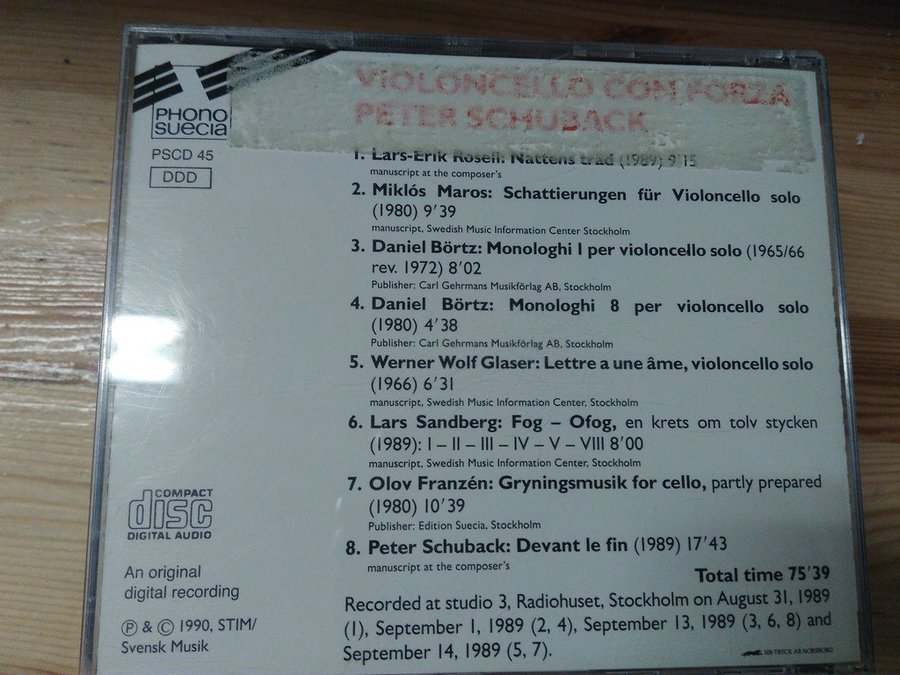 VIOLONCELLO CON FORZA
PETER SCHUBACK
PHONO
SUECIA
PSCD 45
DDD
1. Lars-Erik Rosell: Nattens träd (1989) 9'15
manuscript at the composer's
2. Miklós Maros: Schattierungen für Violoncello solo
(1980) 9'39
manuscript, Swedish Music Information Center Stockholm
3. Daniel Börtz: Monologhi I per violoncello solo (1965/66
rev. 1972) 8'02
Publisher: Carl Gehrmans Musikförlag AB, Stockholm
4. Daniel Börtz: Monologhi 8 per violoncello solo
(1980) 4'38
Publisher: Carl Gehrmans Musikförlag AB, Stockholm
5. Werner Wolf Glaser: Lettre a une âme, violoncello solo
(1966) 6'31
manuscript, Swedish Music Information Center, Stockholm
6. Lars Sandberg: Fog – Ofog, en krets om tolv stycken
(1989): I – II – III – IV – V – VIII 8'00
manuscript, Swedish Music Information Center, Stockholm
7. Olov Franzén: Gryningsmusik for cello, partly prepared
(1980) 10'39
Publisher: Edition Suecia, Stockholm
8. Peter Schuback: Devant le fin (1989) 17'43
manuscript at the composer's
Total time 75'39
Recorded at studio 3, Radiohuset, Stockholm on August 31, 1989
(1), September 1, 1989 (2, 4), September 13, 1989 (3, 6, 8) and
September 14, 1989 (5, 7).
COMPACT
disc
DIGITAL AUDIO
An original
digital recording
Ⓟ & © 1990, STIM/
Svensk Musik
SIB-TRYCK AB NORSBORG